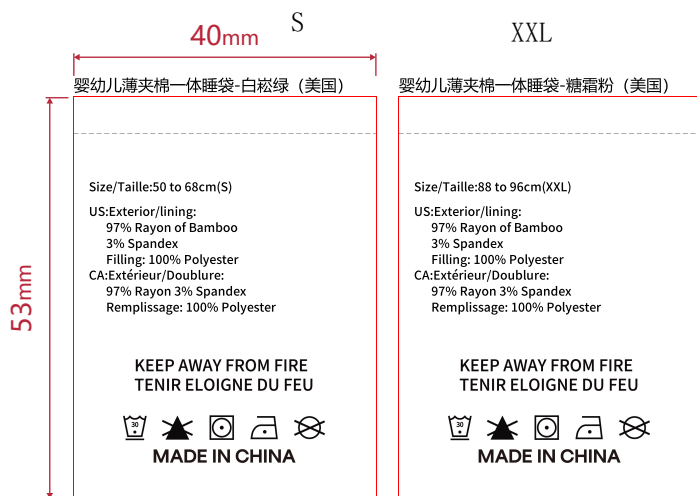 S
XXL
40mm
53mm
婴幼儿薄夹棉一体睡袋-白崧绿（美国）
Size/Taille:50 to 68cm(S)
US:Exterior/lining:
97% Rayon of Bamboo
3% Spandex
Filling: 100% Polyester
CA:Extérieur/Doublure:
97% Rayon 3% Spandex
Remplissage: 100% Polyester
KEEP AWAY FROM FIRE
TENIR ELOIGNE DU FEU
30
MADE IN CHINA
婴幼儿薄夹棉一体睡袋-糖霜粉（美国）
Size/Taille:88 to 96cm(XXL)
US:Exterior/lining:
97% Rayon of Bamboo
3% Spandex
Filling: 100% Polyester
CA:Extérieur/Doublure:
97% Rayon 3% Spandex
Remplissage: 100% Polyester
KEEP AWAY FROM FIRE
TENIR ELOIGNE DU FEU
30
MADE IN CHINA